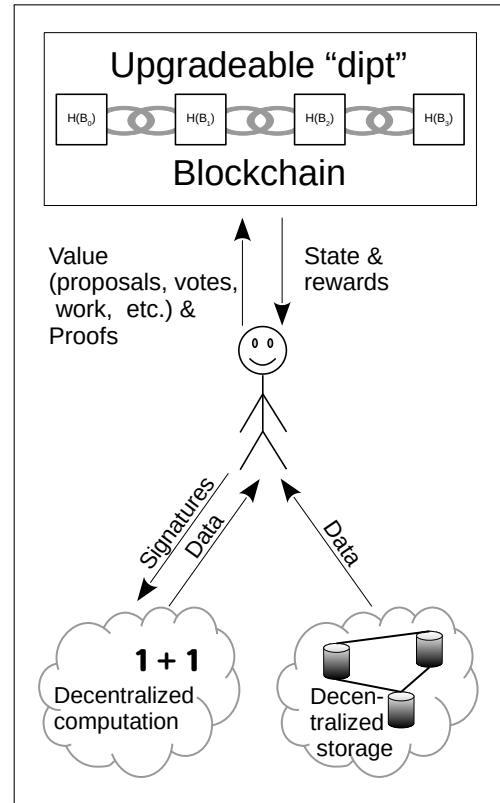 Upgradeable “dipt”
H(B₀) H(B₁) H(B₂) H(B₃)
Blockchain
Value
(proposals, votes,
work, etc.) &
Proofs
State &
rewards
Signatures
Data
Data
1 + 1
Decentralized
computation
Decen-
tralized
storage